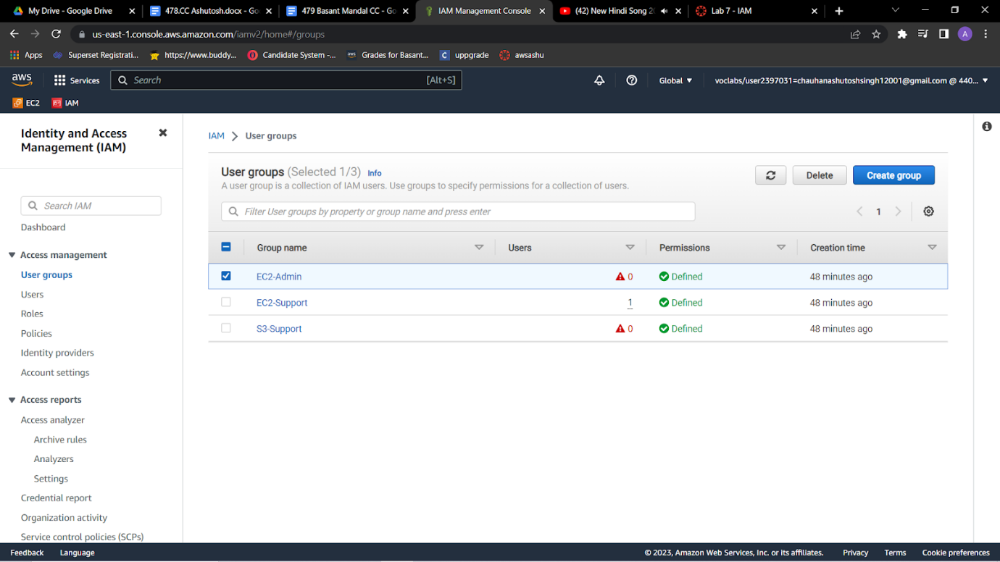 My Drive - Google Drive
478.CC Ashutosh.docx - Go
479 Basant Mandal CC - Go
IAM Management Console
(42) New Hindi Song 20
Lab 7 - IAM
us-east-1.console.aws.amazon.com/iamv2/home#/groups
A
Apps
Superset Registrati...
https://www.buddy...
Candidate System -...
aws
Grades for Basant...
C
uppgrade
awsashu
aws
Services
Search
[Alt+S]
Global
voclabs/user2397031=chauhanashutoshsingh12001@gmail.com @ 440...
EC2
IAM
Identity and Access
Management (IAM)
Search IAM
Dashboard
Access management
User groups
Users
Roles
Policies
Identity providers
Account settings
Access reports
Access analyzer
Archive rules
Analyzers
Settings
Credential report
Organization activity
Service control policies (SCPs)
IAM > User groups
User groups (Selected 1/3) Info
A user group is a collection of IAM users. Use groups to specify permissions for a collection of users.
Delete
Create group
Filter User groups by property or group name and press enter
1
Group name Users Permissions Creation time
EC2-Admin 0 Defined 48 minutes ago
EC2-Support 1 Defined 48 minutes ago
S3-Support 0 Defined 48 minutes ago
Feedback Language © 2023, Amazon Web Services, Inc. or its affiliates. Privacy Terms Cookie preferences